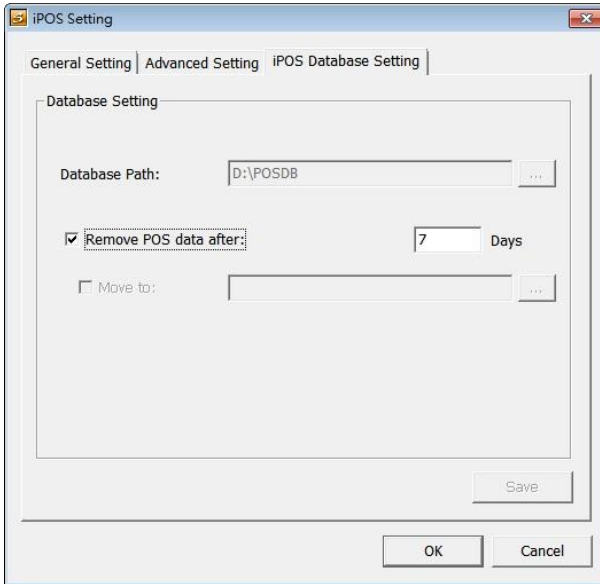 iPOS Setting
General Setting Advanced Setting iPOS Database Setting
Database Setting
Database Path: D:\POSDB ...
Remove POS data after: 7 Days
Move to: ...
Save
OK Cancel